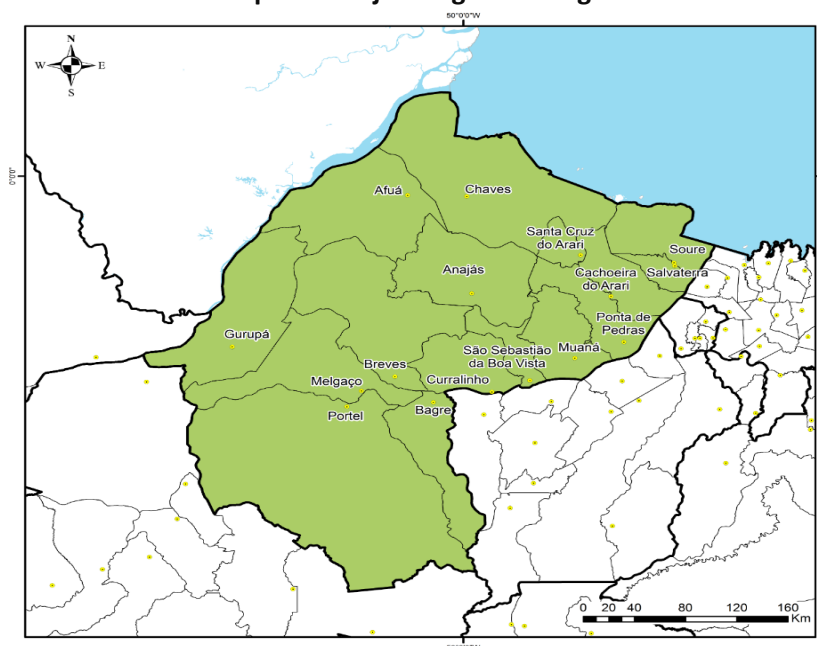 50°0'0"W
N
W
E
S
0°0'0"
Afuá
Chaves
Santa Cruz
do Arari
Soure
Anajás
Cachoeira
do Arari
Salvaterra
Ponta de
Pedras
Gurupá
São Sebastião
da Boa Vista
Muaná
Breves
Melgaço
Curralinho
Portel
Bagre
0 20 40 80 120 160
Km